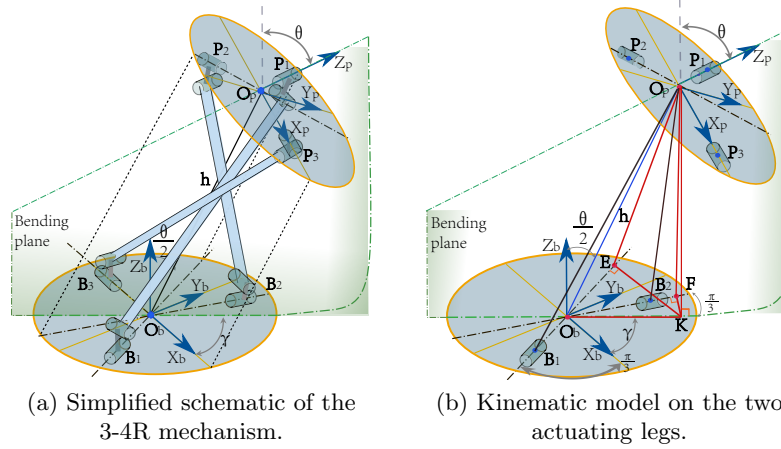 θ
P2
P1
Zp
Op
Yp
Xp
P3
h
Bending
plane
θ/2
Zb
B3
B2
Yb
Ob
Xb
γ
B1
(a) Simplified schematic of the
3-4R mechanism.
θ
P2
P1
Zp
Op
Yp
Xp
P3
h
Bending
plane
θ/2
Zb
E
B2
F
Yb
π/3
Ob
K
γ
Xb
π/3
B1
(b) Kinematic model on the two
actuating legs.